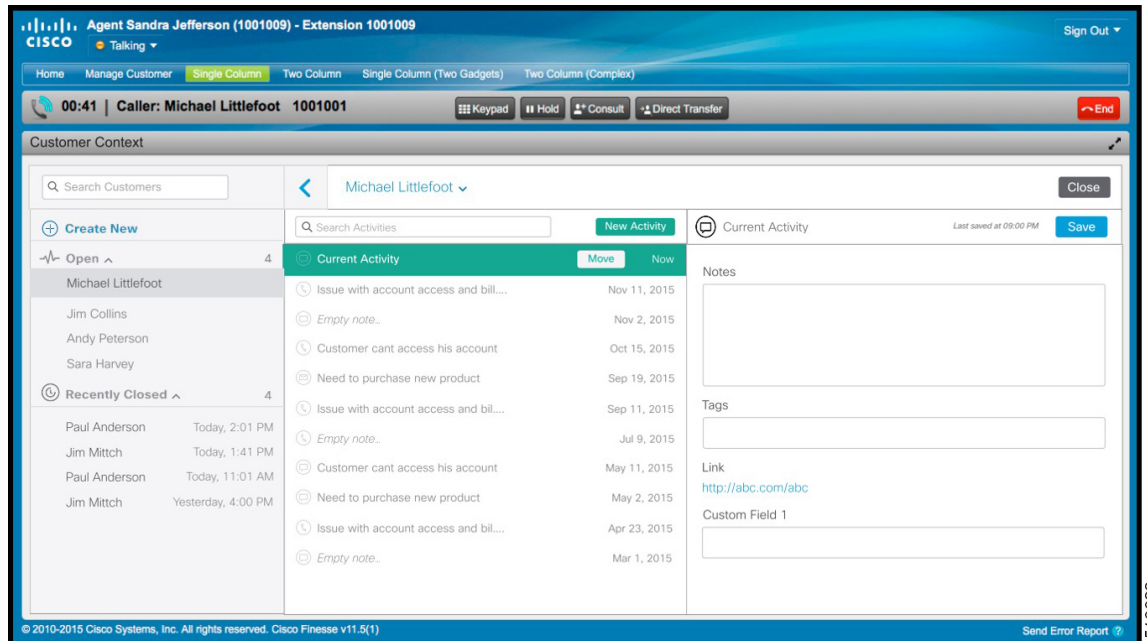 Agent Sandra Jefferson (1001009) - Extension 1001009
CISCO
Talking
Sign Out
Home Manage Customer Single Column Two Column Single Column (Two Gadgets) Two Column (Complex)
00:41 | Caller: Michael Littlefoot 1001001 Keypad Hold Consult Direct Transfer End
Customer Context
Search Customers
Michael Littlefoot
Close
Create New
Open 4
Michael Littlefoot
Jim Collins
Andy Peterson
Sara Harvey
Recently Closed 4
Paul Anderson Today, 2:01 PM
Jim Mittch Today, 1:41 PM
Paul Anderson Today, 11:01 AM
Jim Mittch Yesterday, 4:00 PM
Search Activities New Activity
Current Activity Move Now
Issue with account access and bill.... Nov 11, 2015
Empty note.. Nov 2, 2015
Customer cant access his account Oct 15, 2015
Need to purchase new product Sep 19, 2015
Issue with account access and bil.... Sep 11, 2015
Empty note.. Jul 9, 2015
Customer cant access his account May 11, 2015
Need to purchase new product May 2, 2015
Issue with account access and bil.... Apr 23, 2015
Empty note.. Mar 1, 2015
Current Activity Last saved at 09:00 PM Save
Notes
Tags
Link
http://abc.com/abc
Custom Field 1
© 2010-2015 Cisco Systems, Inc. All rights reserved. Cisco Finesse v11.5(1)
Send Error Report ?